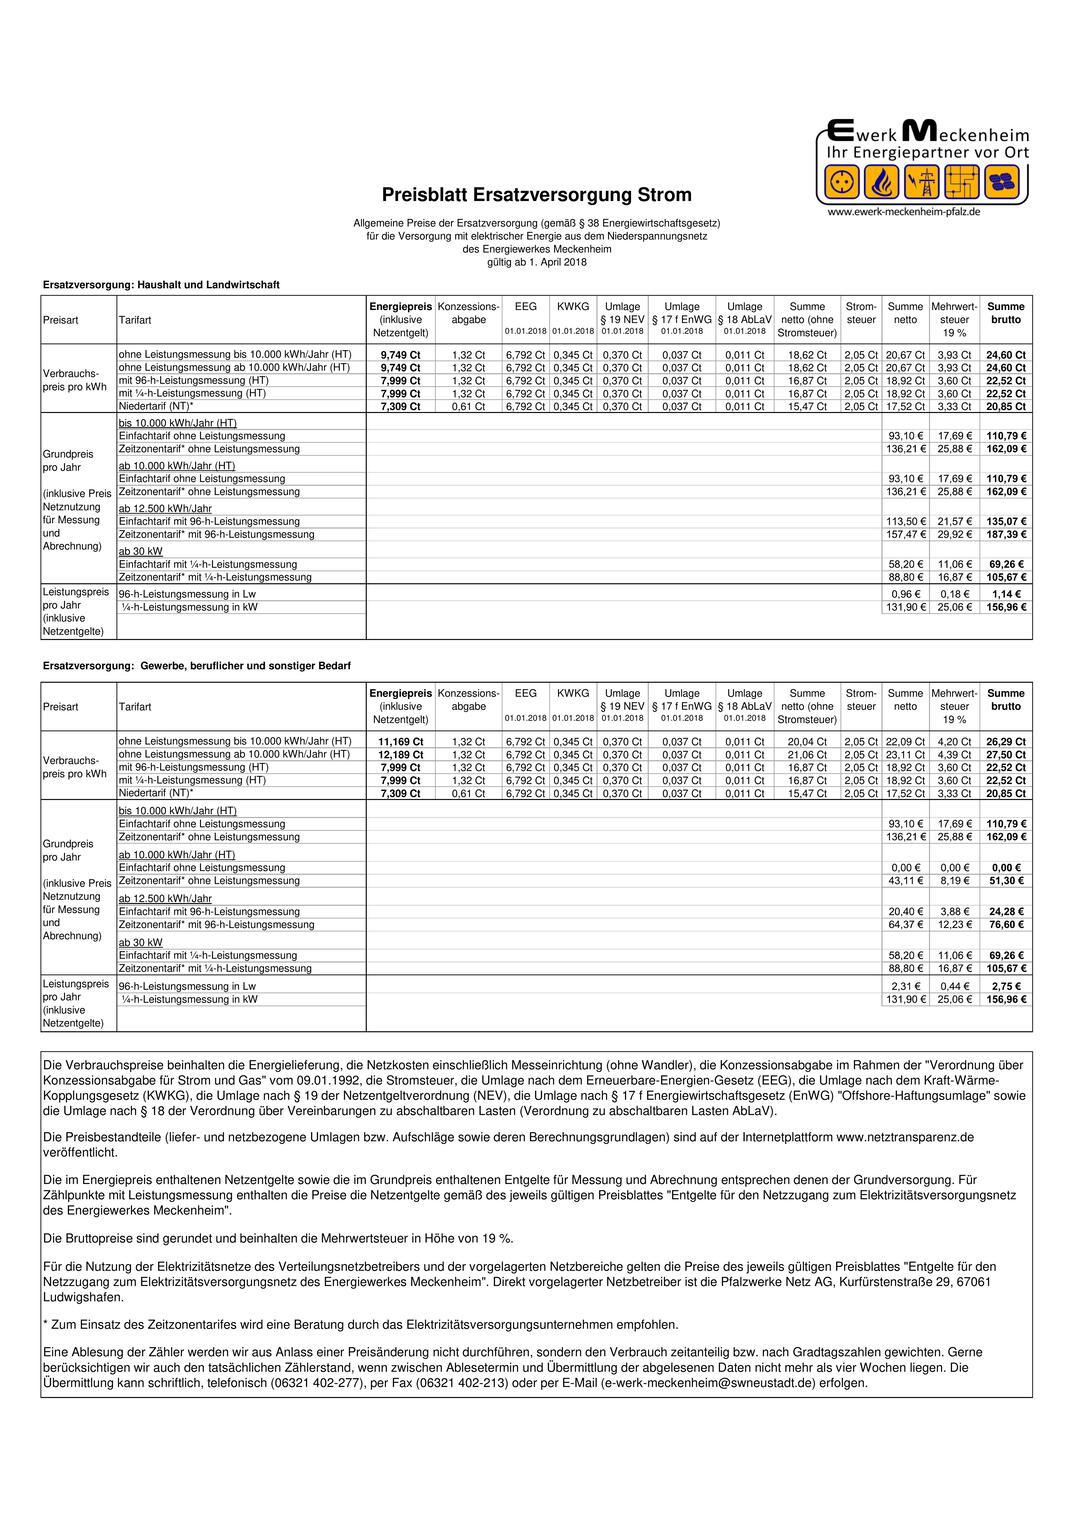 Ewerk Meckenheim
Ihr Energiepartner vor Ort
www.ewerk-meckenheim-pfalz.de
Preisblatt Ersatzversorgung Strom
Allgemeine Preise der Ersatzversorgung (gemäß § 38 Energiewirtschaftsgesetz)
für die Versorgung mit elektrischer Energie aus dem Niederspannungsnetz
des Energiewerkes Meckenheim
gültig ab 1. April 2018
Ersatzversorgung: Haushalt und Landwirtschaft
Preisart Tarifart Energiepreis (inklusive Netzentgelt) Konzessions-abgabe EEG 01.01.2018 KWKG 01.01.2018 Umlage § 19 NEV 01.01.2018 Umlage § 17 f EnWG 01.01.2018 Umlage § 18 AbLaV 01.01.2018 Summe netto (ohne Stromsteuer) Strom-steuer Summe netto Mehrwert-steuer 19 % Summe brutto
Verbrauchs-preis pro kWh
ohne Leistungsmessung bis 10.000 kWh/Jahr (HT) 9,749 Ct 1,32 Ct 6,792 Ct 0,345 Ct 0,370 Ct 0,037 Ct 0,011 Ct 18,62 Ct 2,05 Ct 20,67 Ct 3,93 Ct 24,60 Ct
ohne Leistungsmessung ab 10.000 kWh/Jahr (HT) 9,749 Ct 1,32 Ct 6,792 Ct 0,345 Ct 0,370 Ct 0,037 Ct 0,011 Ct 18,62 Ct 2,05 Ct 20,67 Ct 3,93 Ct 24,60 Ct
mit 96-h-Leistungsmessung (HT) 7,999 Ct 1,32 Ct 6,792 Ct 0,345 Ct 0,370 Ct 0,037 Ct 0,011 Ct 16,87 Ct 2,05 Ct 18,92 Ct 3,60 Ct 22,52 Ct
mit ¼-h-Leistungsmessung (HT) 7,999 Ct 1,32 Ct 6,792 Ct 0,345 Ct 0,370 Ct 0,037 Ct 0,011 Ct 16,87 Ct 2,05 Ct 18,92 Ct 3,60 Ct 22,52 Ct
Niedertarif (NT)* 7,309 Ct 0,61 Ct 6,792 Ct 0,345 Ct 0,370 Ct 0,037 Ct 0,011 Ct 15,47 Ct 2,05 Ct 17,52 Ct 3,33 Ct 20,85 Ct
Grundpreis pro Jahr (inklusive Preis Netznutzung für Messung und Abrechnung)
bis 10.000 kWh/Jahr (HT)
Einfachtarif ohne Leistungsmessung 93,10 € 17,69 € 110,79 €
Zeitzonentarif* ohne Leistungsmessung 136,21 € 25,88 € 162,09 €
ab 10.000 kWh/Jahr (HT)
Einfachtarif ohne Leistungsmessung 93,10 € 17,69 € 110,79 €
Zeitzonentarif* ohne Leistungsmessung 136,21 € 25,88 € 162,09 €
ab 12.500 kWh/Jahr
Einfachtarif mit 96-h-Leistungsmessung 113,50 € 21,57 € 135,07 €
Zeitzonentarif* mit 96-h-Leistungsmessung 157,47 € 29,92 € 187,39 €
ab 30 kW
Einfachtarif mit ¼-h-Leistungsmessung 58,20 € 11,06 € 69,26 €
Zeitzonentarif* mit ¼-h-Leistungsmessung 88,80 € 16,87 € 105,67 €
Leistungspreis pro Jahr (inklusive Netzentgelte)
96-h-Leistungsmessung in Lw 0,96 € 0,18 € 1,14 €
¼-h-Leistungsmessung in kW 131,90 € 25,06 € 156,96 €
Ersatzversorgung: Gewerbe, beruflicher und sonstiger Bedarf
Preisart Tarifart Energiepreis (inklusive Netzentgelt) Konzessions-abgabe EEG 01.01.2018 KWKG 01.01.2018 Umlage § 19 NEV 01.01.2018 Umlage § 17 f EnWG 01.01.2018 Umlage § 18 AbLaV 01.01.2018 Summe netto (ohne Stromsteuer) Strom-steuer Summe netto Mehrwert-steuer 19 % Summe brutto
Verbrauchs-preis pro kWh
ohne Leistungsmessung bis 10.000 kWh/Jahr (HT) 11,169 Ct 1,32 Ct 6,792 Ct 0,345 Ct 0,370 Ct 0,037 Ct 0,011 Ct 20,04 Ct 2,05 Ct 22,09 Ct 4,20 Ct 26,29 Ct
ohne Leistungsmessung ab 10.000 kWh/Jahr (HT) 12,189 Ct 1,32 Ct 6,792 Ct 0,345 Ct 0,370 Ct 0,037 Ct 0,011 Ct 21,06 Ct 2,05 Ct 23,11 Ct 4,39 Ct 27,50 Ct
mit 96-h-Leistungsmessung (HT) 7,999 Ct 1,32 Ct 6,792 Ct 0,345 Ct 0,370 Ct 0,037 Ct 0,011 Ct 16,87 Ct 2,05 Ct 18,92 Ct 3,60 Ct 22,52 Ct
mit ¼-h-Leistungsmessung (HT) 7,999 Ct 1,32 Ct 6,792 Ct 0,345 Ct 0,370 Ct 0,037 Ct 0,011 Ct 16,87 Ct 2,05 Ct 18,92 Ct 3,60 Ct 22,52 Ct
Niedertarif (NT)* 7,309 Ct 0,61 Ct 6,792 Ct 0,345 Ct 0,370 Ct 0,037 Ct 0,011 Ct 15,47 Ct 2,05 Ct 17,52 Ct 3,33 Ct 20,85 Ct
Grundpreis pro Jahr (inklusive Preis Netznutzung für Messung und Abrechnung)
bis 10.000 kWh/Jahr (HT)
Einfachtarif ohne Leistungsmessung 93,10 € 17,69 € 110,79 €
Zeitzonentarif* ohne Leistungsmessung 136,21 € 25,88 € 162,09 €
ab 10.000 kWh/Jahr (HT)
Einfachtarif ohne Leistungsmessung 0,00 € 0,00 € 0,00 €
Zeitzonentarif* ohne Leistungsmessung 43,11 € 8,19 € 51,30 €
ab 12.500 kWh/Jahr
Einfachtarif mit 96-h-Leistungsmessung 20,40 € 3,88 € 24,28 €
Zeitzonentarif* mit 96-h-Leistungsmessung 64,37 € 12,23 € 76,60 €
ab 30 kW
Einfachtarif mit ¼-h-Leistungsmessung 58,20 € 11,06 € 69,26 €
Zeitzonentarif* mit ¼-h-Leistungsmessung 88,80 € 16,87 € 105,67 €
Leistungspreis pro Jahr (inklusive Netzentgelte)
96-h-Leistungsmessung in Lw 2,31 € 0,44 € 2,75 €
¼-h-Leistungsmessung in kW 131,90 € 25,06 € 156,96 €
Die Verbrauchspreise beinhalten die Energielieferung, die Netzkosten einschließlich Messeinrichtung (ohne Wandler), die Konzessionsabgabe im Rahmen der "Verordnung über
Konzessionsabgabe für Strom und Gas" vom 09.01.1992, die Stromsteuer, die Umlage nach dem Erneuerbare-Energien-Gesetz (EEG), die Umlage nach dem Kraft-Wärme-
Kopplungsgesetz (KWKG), die Umlage nach § 19 der Netzentgeltverordnung (NEV), die Umlage nach § 17 f Energiewirtschaftsgesetz (EnWG) "Offshore-Haftungsumlage" sowie
die Umlage nach § 18 der Verordnung über Vereinbarungen zu abschaltbaren Lasten (Verordnung zu abschaltbaren Lasten AbLaV).
Die Preisbestandteile (liefer- und netzbezogene Umlagen bzw. Aufschläge sowie deren Berechnungsgrundlagen) sind auf der Internetplattform www.netztransparenz.de
veröffentlicht.
Die im Energiepreis enthaltenen Netzentgelte sowie die im Grundpreis enthaltenen Entgelte für Messung und Abrechnung entsprechen denen der Grundversorgung. Für
Zählpunkte mit Leistungsmessung enthalten die Preise die Netzentgelte gemäß des jeweils gültigen Preisblattes "Entgelte für den Netzzugang zum Elektrizitätsversorgungsnetz
des Energiewerkes Meckenheim".
Die Bruttopreise sind gerundet und beinhalten die Mehrwertsteuer in Höhe von 19 %.
Für die Nutzung der Elektrizitätsnetze des Verteilungsnetzbetreibers und der vorgelagerten Netzbereiche gelten die Preise des jeweils gültigen Preisblattes "Entgelte für den
Netzzugang zum Elektrizitätsversorgungsnetz des Energiewerkes Meckenheim". Direkt vorgelagerter Netzbetreiber ist die Pfalzwerke Netz AG, Kurfürstenstraße 29, 67061
Ludwigshafen.
* Zum Einsatz des Zeitzonentarifes wird eine Beratung durch das Elektrizitätsversorgungsunternehmen empfohlen.
Eine Ablesung der Zähler werden wir aus Anlass einer Preisänderung nicht durchführen, sondern den Verbrauch zeitanteilig bzw. nach Gradtagszahlen gewichten. Gerne
berücksichtigen wir auch den tatsächlichen Zählerstand, wenn zwischen Ablesetermin und Übermittlung der abgelesenen Daten nicht mehr als vier Wochen liegen. Die
Übermittlung kann schriftlich, telefonisch (06321 402-277), per Fax (06321 402-213) oder per E-Mail (e-werk-meckenheim@swneustadt.de) erfolgen.